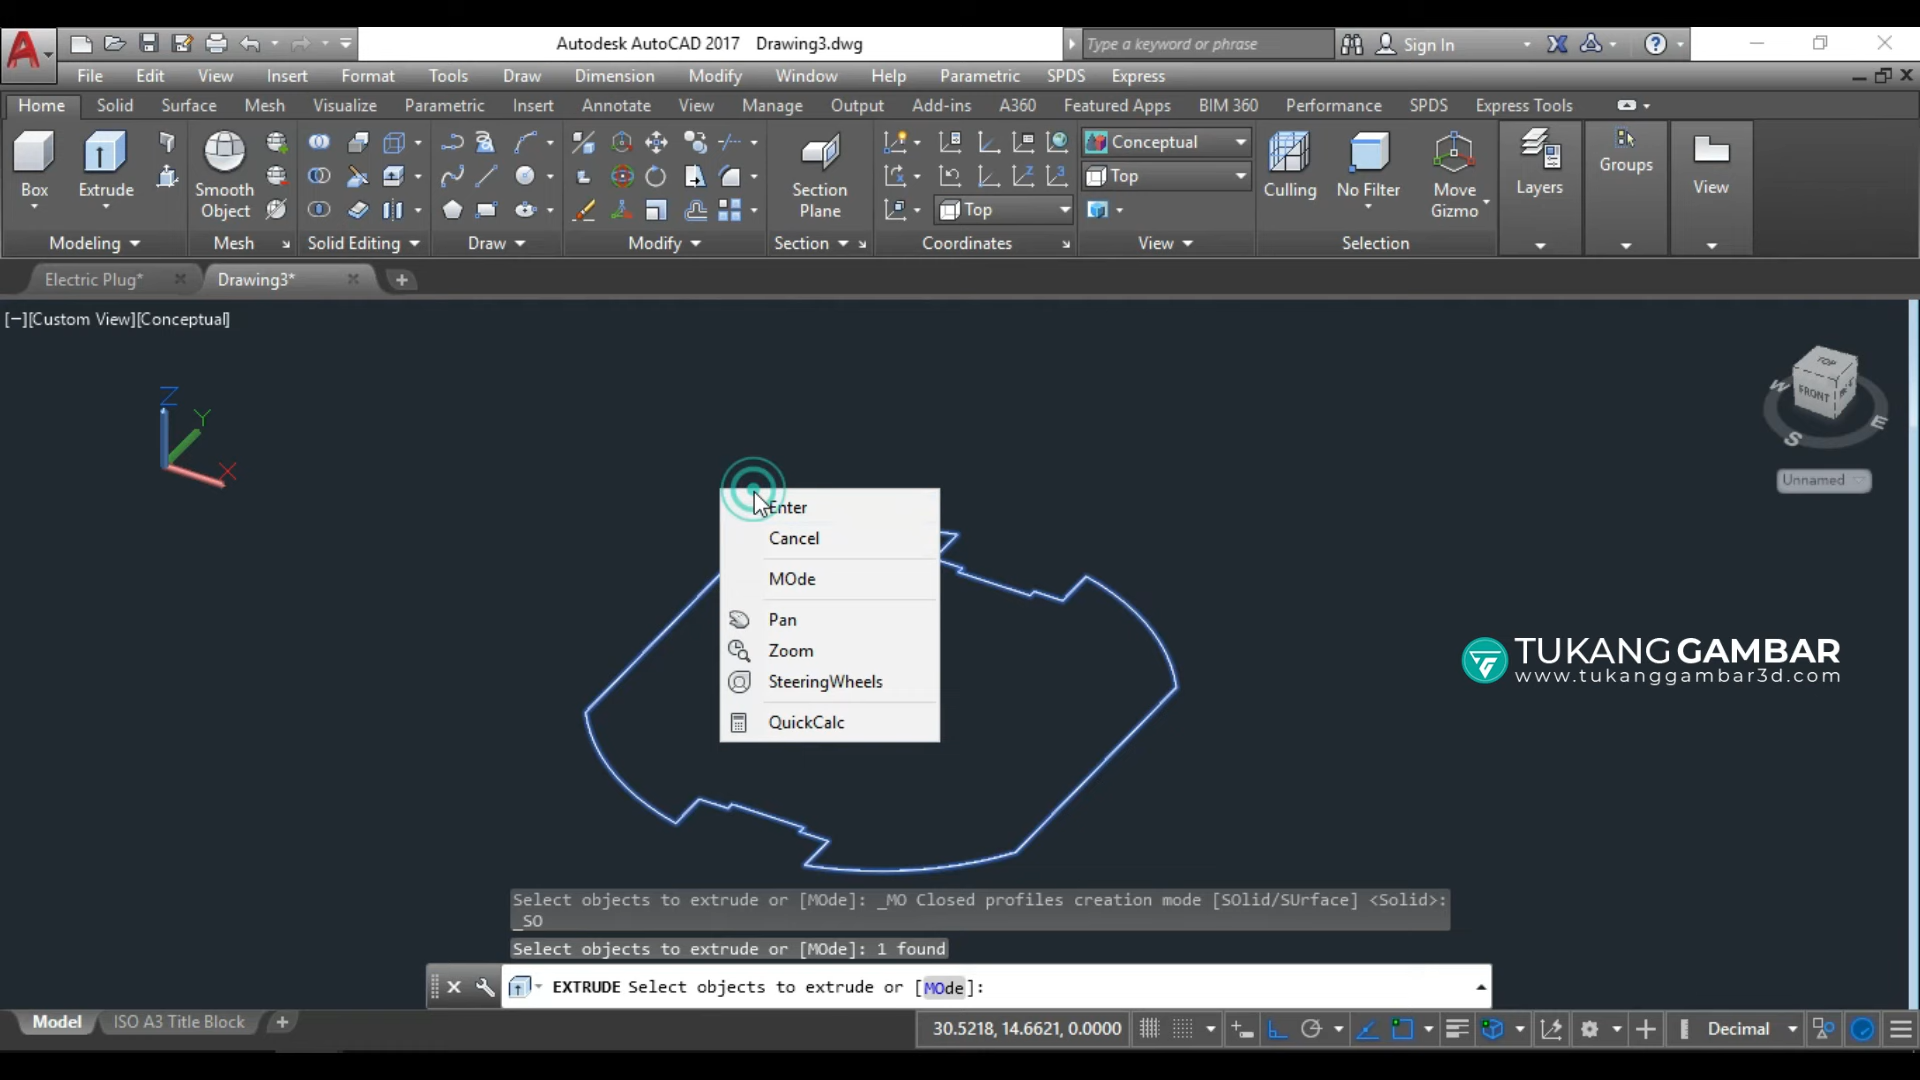 Autodesk AutoCAD 2017 Drawing3.dwg
Type a keyword or phrase
Sign In
File Edit View Insert Format Tools Draw Dimension Modify Window Help Parametric SPDS Express
Home Solid Surface Mesh Visualize Parametric Insert Annotate View Manage Output Add-ins A360 Featured Apps BIM 360 Performance SPDS Express Tools
Box
Extrude
Smooth
Object
Section
Plane
Top
Conceptual
Top
Culling
No Filter
Move
Gizmo
Layers
Groups
View
Modeling Mesh Solid Editing Draw Modify Section Coordinates View Selection
Electric Plug* Drawing3*
[−][Custom View][Conceptual]
Z
Y
X
TOP
FRONT
W
S
E
Unnamed
Enter
Cancel
MOde
Pan
Zoom
SteeringWheels
QuickCalc
TUKANGGAMBAR
www.tukanggambar3d.com
Select objects to extrude or [MOde]: _MO Closed profiles creation mode [SOlid/SUrface] <Solid>:
_SO
Select objects to extrude or [MOde]: 1 found
EXTRUDE Select objects to extrude or [MOde]:
Model ISO A3 Title Block
30.5218, 14.6621, 0.0000
Decimal